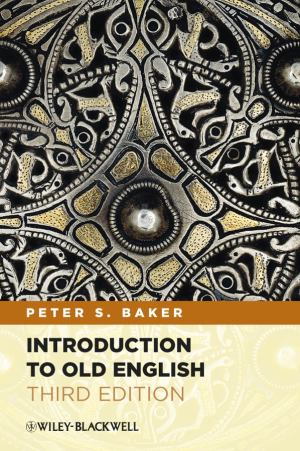 PETER S. BAKER
INTRODUCTION
TO OLD ENGLISH
THIRD EDITION
WILEY-BLACKWELL